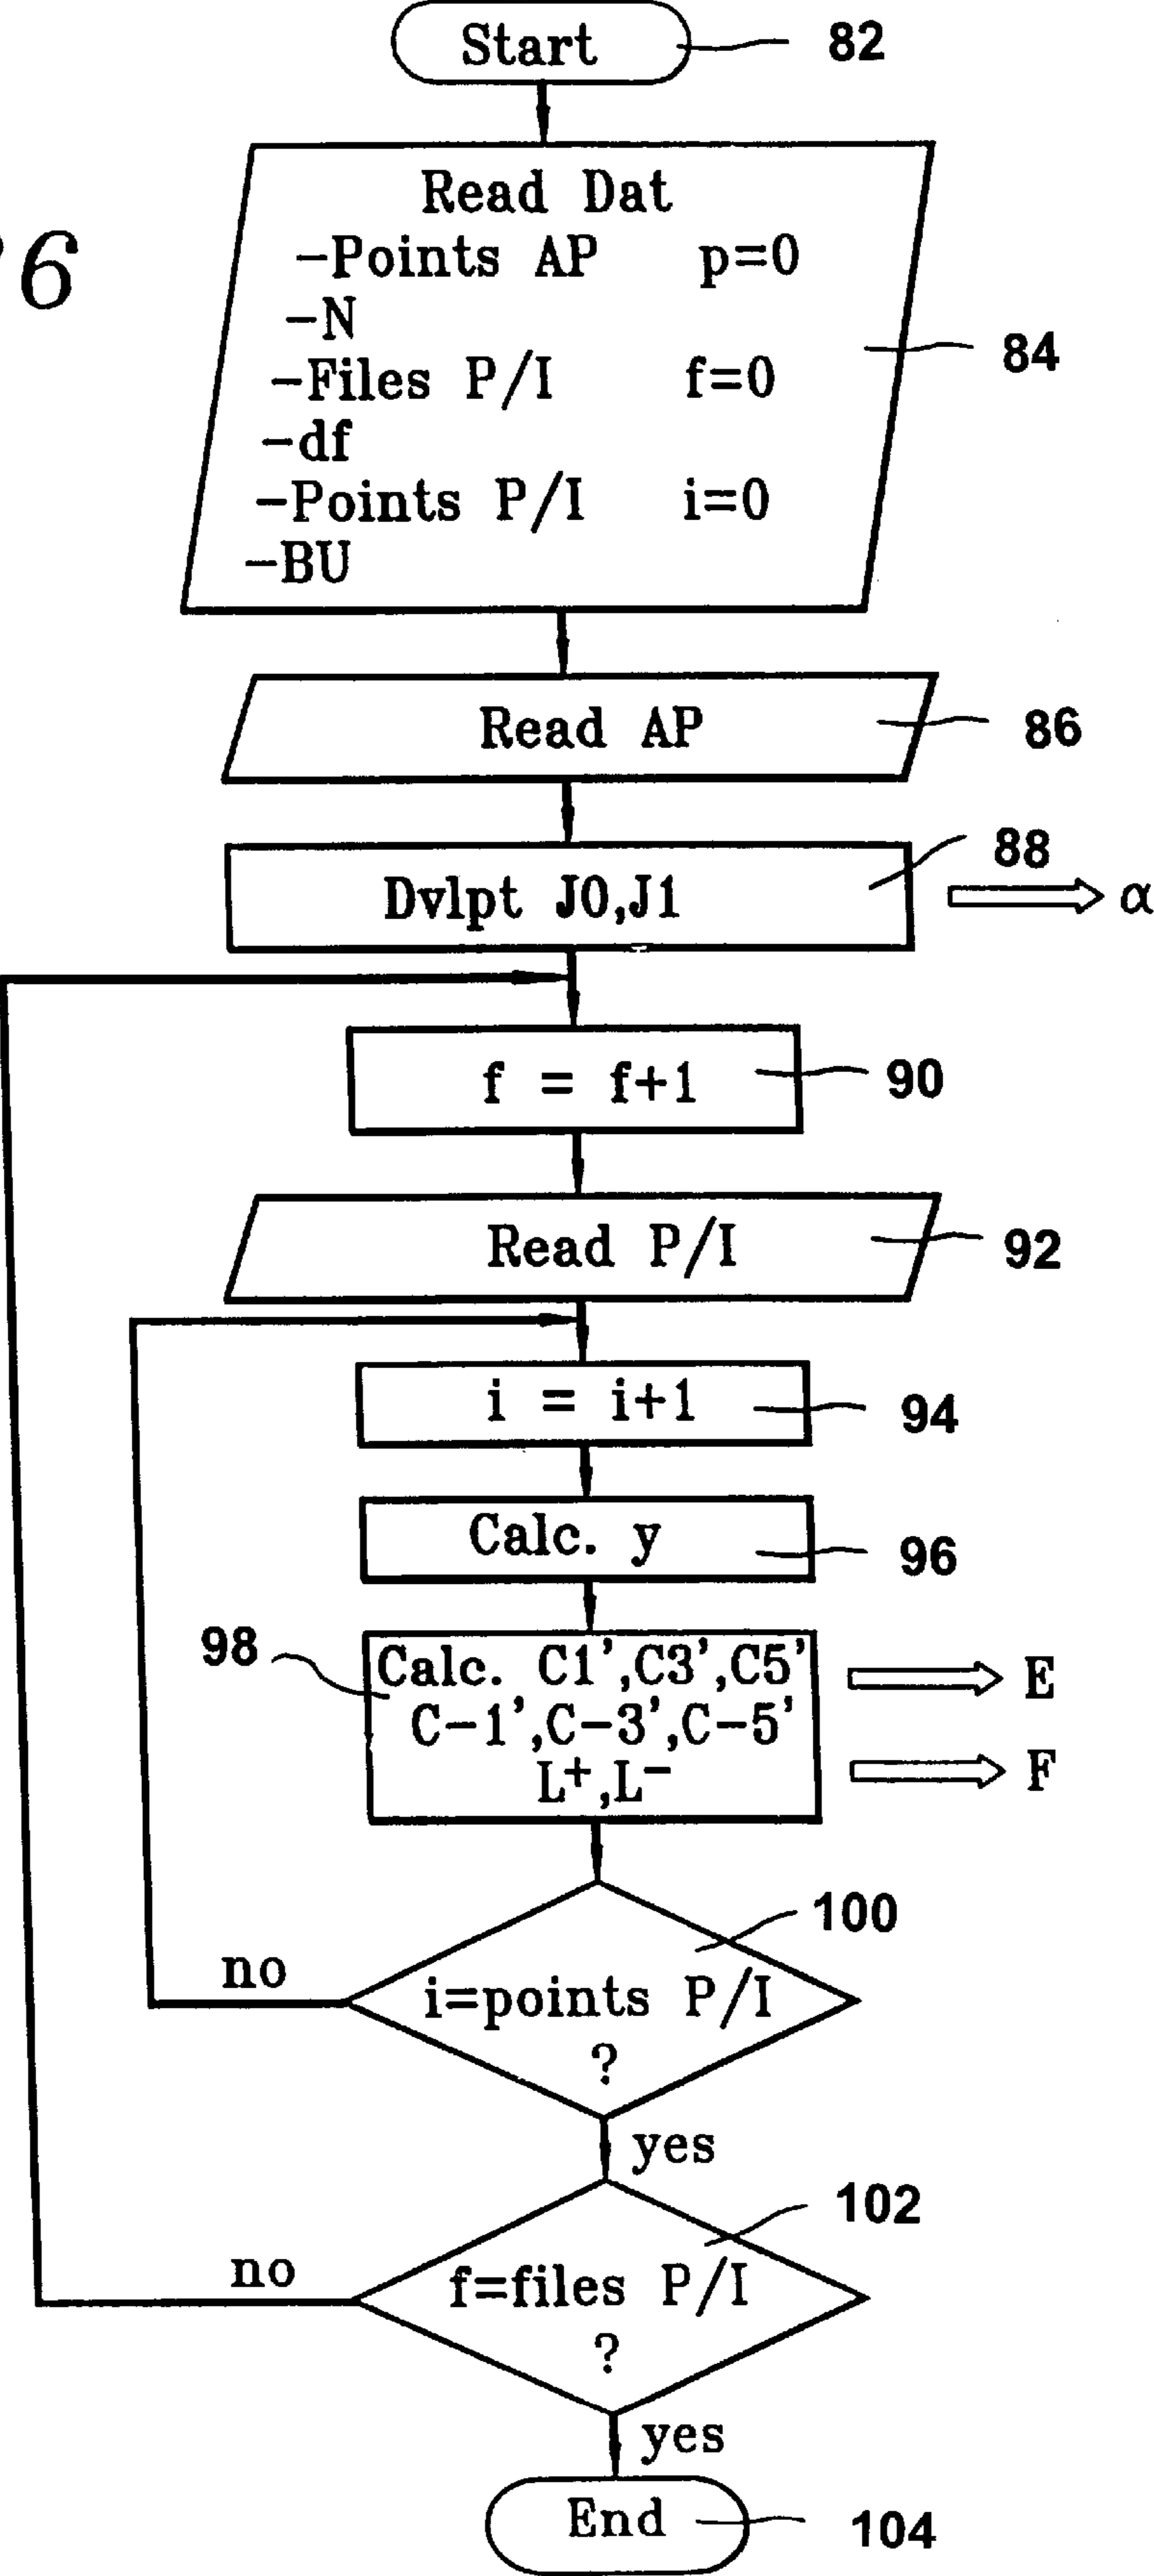 Start 82
6
Read Dat
-Points AP p=0
-N
-Files P/I f=0
-df
-Points P/I i=0
-BU
84
Read AP 86
Dvlpt J0,J1 88 α
f = f+1 90
Read P/I 92
i = i+1 94
Calc. y 96
98
Calc. C1',C3',C5' E
C-1',C-3',C-5'
L+,L- F
100
no
i=points P/I
?
yes
102
no
f=files P/I
?
yes
End 104